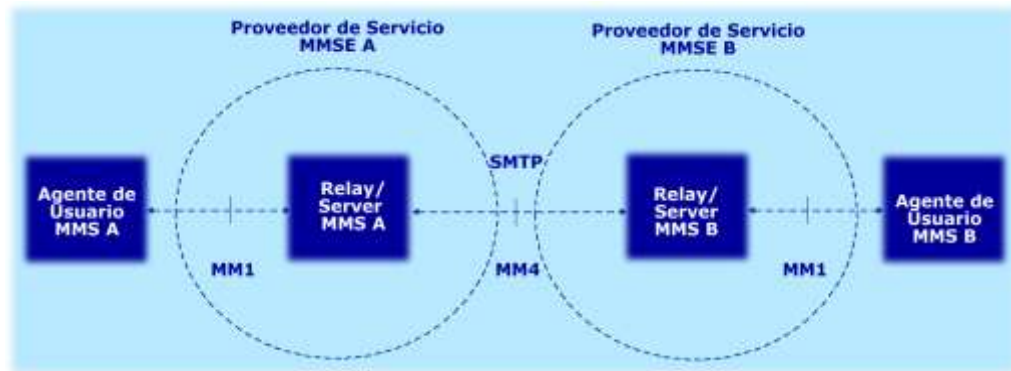 Proveedor de Servicio
MMSE A
Proveedor de Servicio
MMSE B
Agente de
Usuario
MMS A
Relay/
Server
MMS A
SMTP
Relay/
Server
MMS B
Agente de
Usuario
MMS B
MM1
MM4
MM1